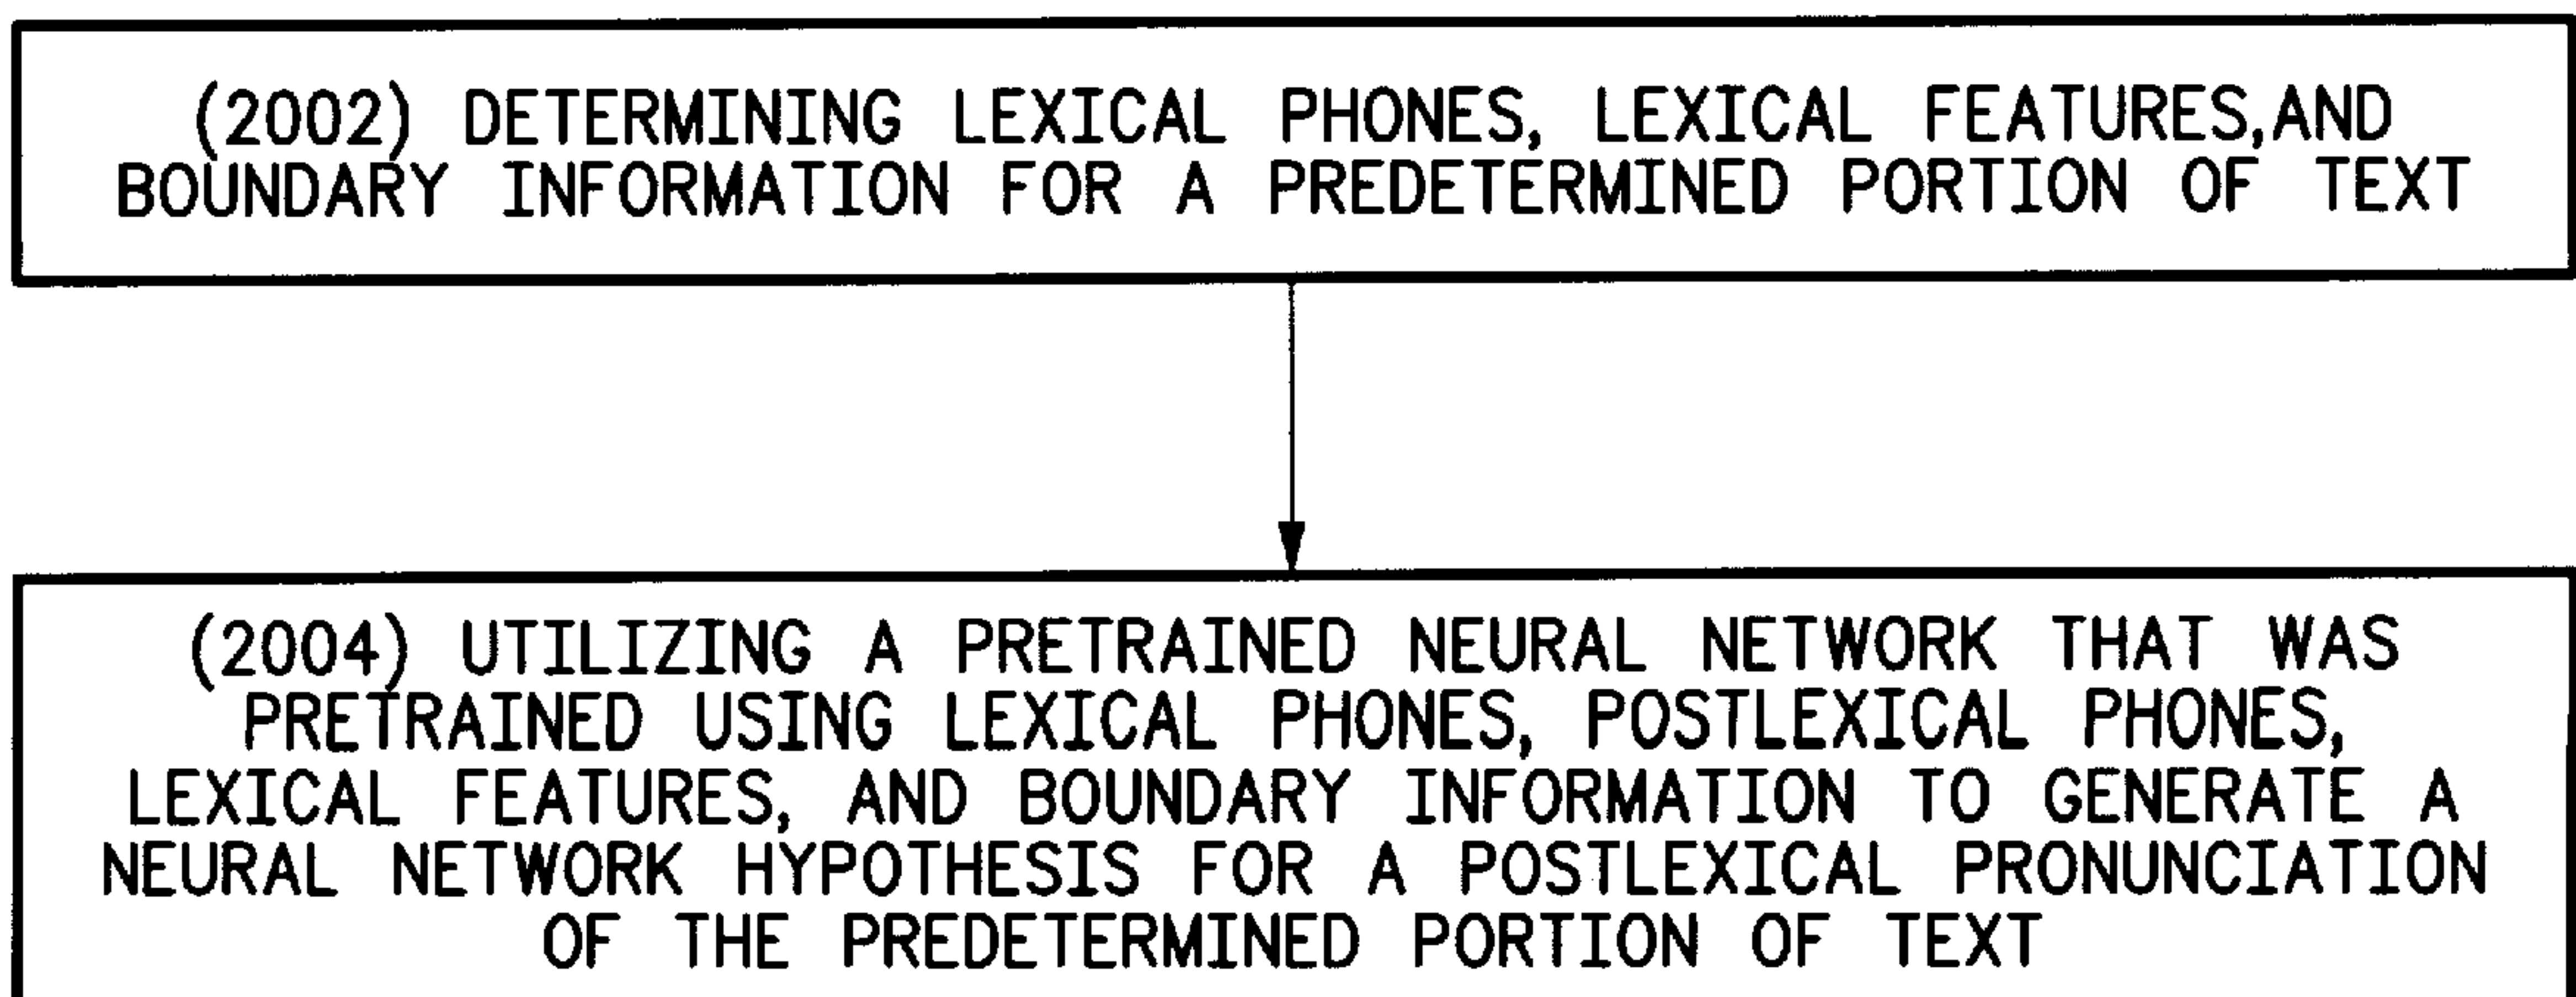 (2002) DETERMINING LEXICAL PHONES, LEXICAL FEATURES,AND
BOUNDARY INFORMATION FOR A PREDETERMINED PORTION OF TEXT
(2004) UTILIZING A PRETRAINED NEURAL NETWORK THAT WAS
PRETRAINED USING LEXICAL PHONES, POSTLEXICAL PHONES,
LEXICAL FEATURES, AND BOUNDARY INFORMATION TO GENERATE A
NEURAL NETWORK HYPOTHESIS FOR A POSTLEXICAL PRONUNCIATION
OF THE PREDETERMINED PORTION OF TEXT